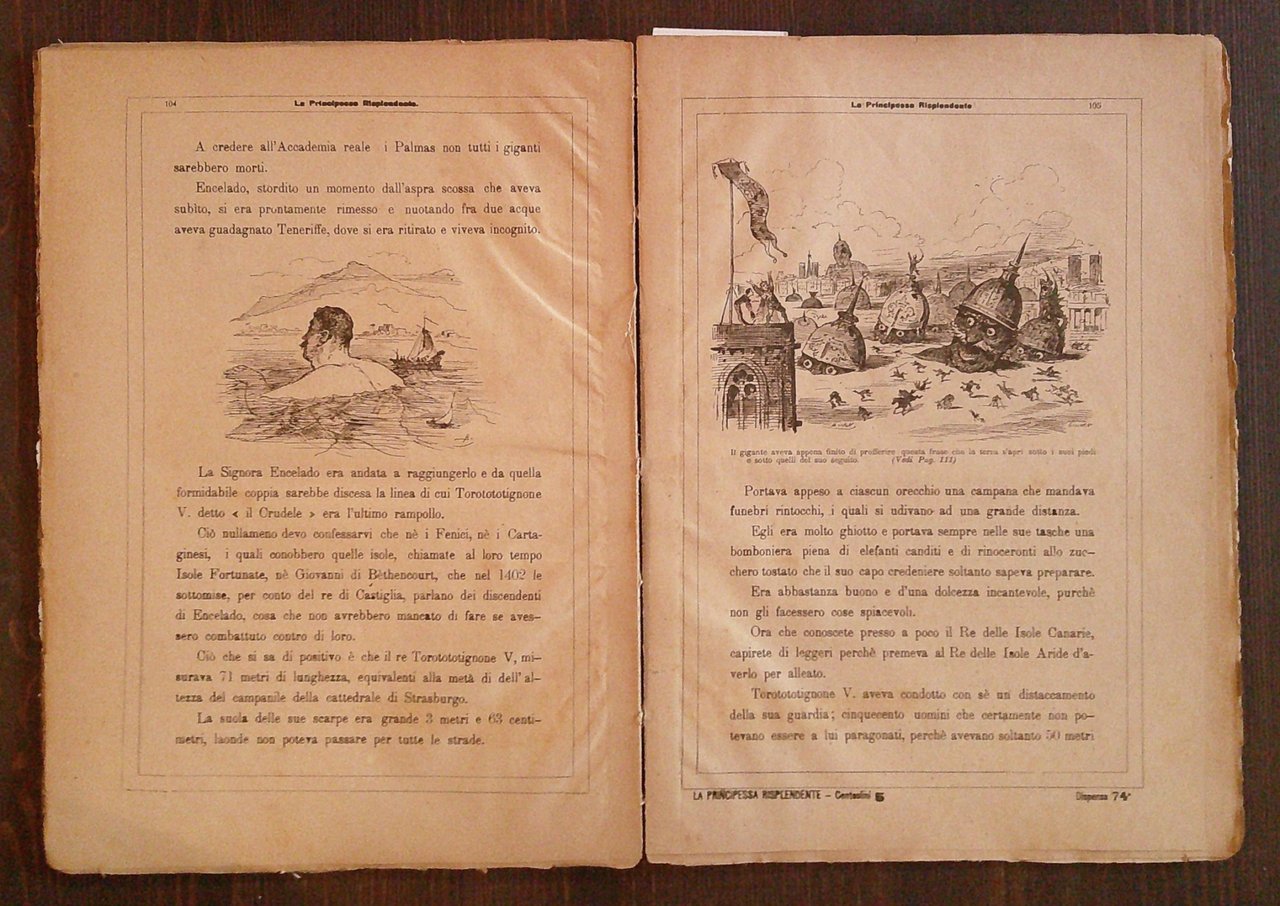 104
La Principessa Risplendente.
A credere all'Accademia reale i Palmas non tutti i giganti
sarebbero morti.
Encelado, stordito un momento dall'aspra scossa che aveva
subìto, si era prontamente rimesso e nuotando fra due acque
aveva guadagnato Teneriffe, dove si era ritirato e viveva incognito.
La Signora Encelado era andata a raggiungerlo e da quella
formidabile coppia sarebbe discesa la linea di cui Torotototignone
V. detto « il Crudele » era l'ultimo rampollo.
Ciò nullameno devo confessarvi che nè i Fenici, nè i Carta-
ginesi, i quali conobbero quelle isole, chiamate al loro tempo
Isole Fortunate, nè Giovanni di Bèthencourt, che nel 1402 le
sottomise, per conto del re di Castiglia, parlano dei discendenti
di Encelado, cosa che non avrebbero mancato di fare se aves-
sero combattuto contro di loro.
Ciò che si sa di positivo è che il re Torotototignone V, mi-
surava 71 metri di lunghezza, equivalenti alla metà di dell'al-
tezza del campanile della cattedrale di Strasburgo.
La suola delle sue scarpe era grande 3 metri e 63 centi-
metri, laonde non poteva passare per tutte le strade.
La Principessa Risplendente
105
Il gigante aveva appena finito di profferire questa frase che la terra s'aprì sotto i suoi piedi
e sotto quelli del suo seguito. (Vedi Pag. 111)
Portava appeso a ciascun orecchio una campana che mandava
funebri rintocchi, i quali si udivano ad una grande distanza.
Egli era molto ghiotto e portava sempre nelle sue tasche una
bomboniera piena di elefanti canditi e di rinoceronti allo zuc-
chero tostato che il suo capo credeniere soltanto sapeva preparare.
Era abbastanza buono e d'una dolcezza incantevole, purchè
non gli facessero cose spiacevoli.
Ora che conoscete presso a poco il Re delle Isole Canarie,
capirete di leggeri perchè premeva al Re delle Isole Aride d'a-
verlo per alleato.
Torotototignone V. aveva condotto con sè un distaccamento
della sua guardia; cinquecento uomini che certamente non po-
tevano essere a lui paragonati, perchè avevano soltanto 50 metri
LA PRINCIPESSA RISPLENDENTE - Centesimi 5
Dispensa 74ª